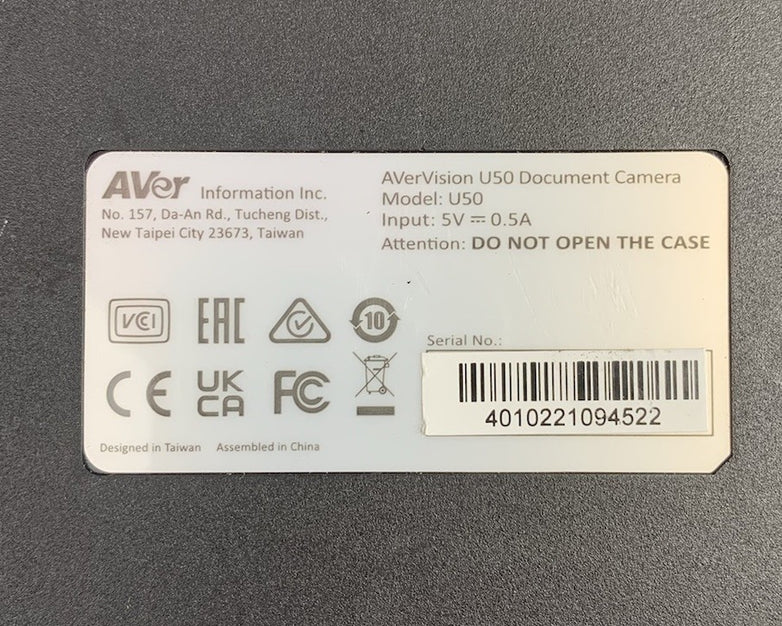 AVer Information Inc.
No. 157, Da-An Rd., Tucheng Dist.,
New Taipei City 23673, Taiwan
AVerVision U50 Document Camera
Model: U50
Input: 5V ⎓ 0.5A
Attention: DO NOT OPEN THE CASE
VCI EAC 10
CE UK CA FC
Serial No.:
4010221094522
Designed in Taiwan Assembled in China